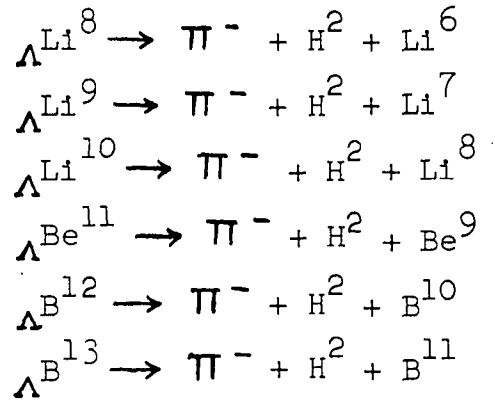 ΛLi⁸ → π⁻ + H² + Li⁶
ΛLi⁹ → π⁻ + H² + Li⁷
ΛLi¹⁰ → π⁻ + H² + Li⁸
ΛBe¹¹ → π⁻ + H² + Be⁹
ΛB¹² → π⁻ + H² + B¹⁰
ΛB¹³ → π⁻ + H² + B¹¹